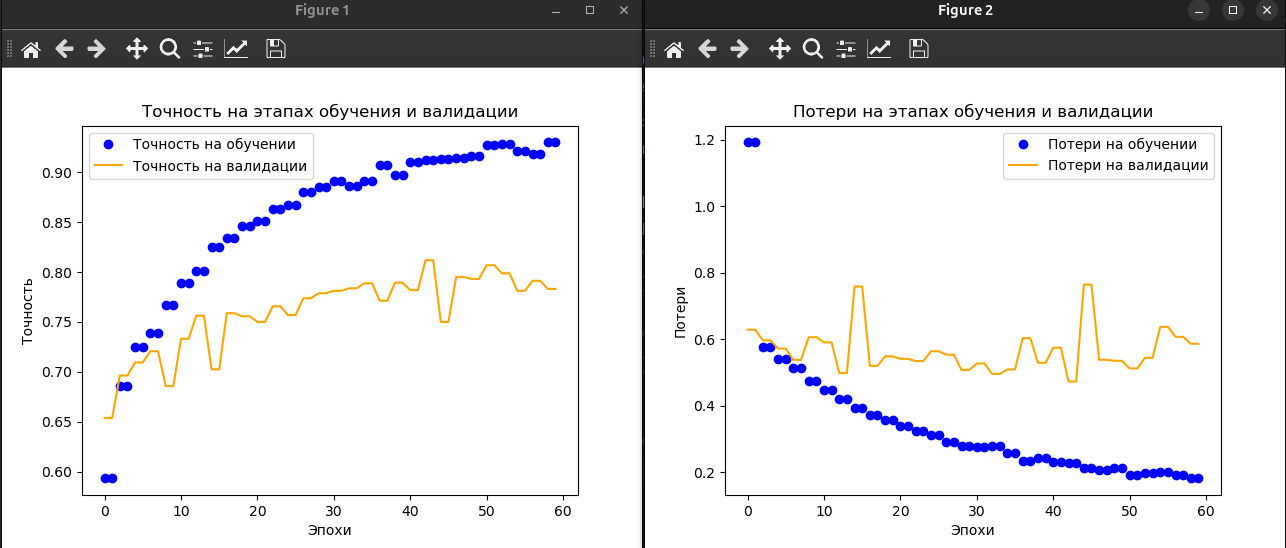 Figure 1
Точность на этапах обучения и валидации
Точность на обучении
Точность на валидации
0.90
0.85
0.80
0.75
0.70
0.65
0.60
Точность
0 10 20 30 40 50 60
Эпохи
Figure 2
Потери на этапах обучения и валидации
Потери на обучении
Потери на валидации
1.2
1.0
0.8
0.6
0.4
0.2
Потери
0 10 20 30 40 50 60
Эпохи